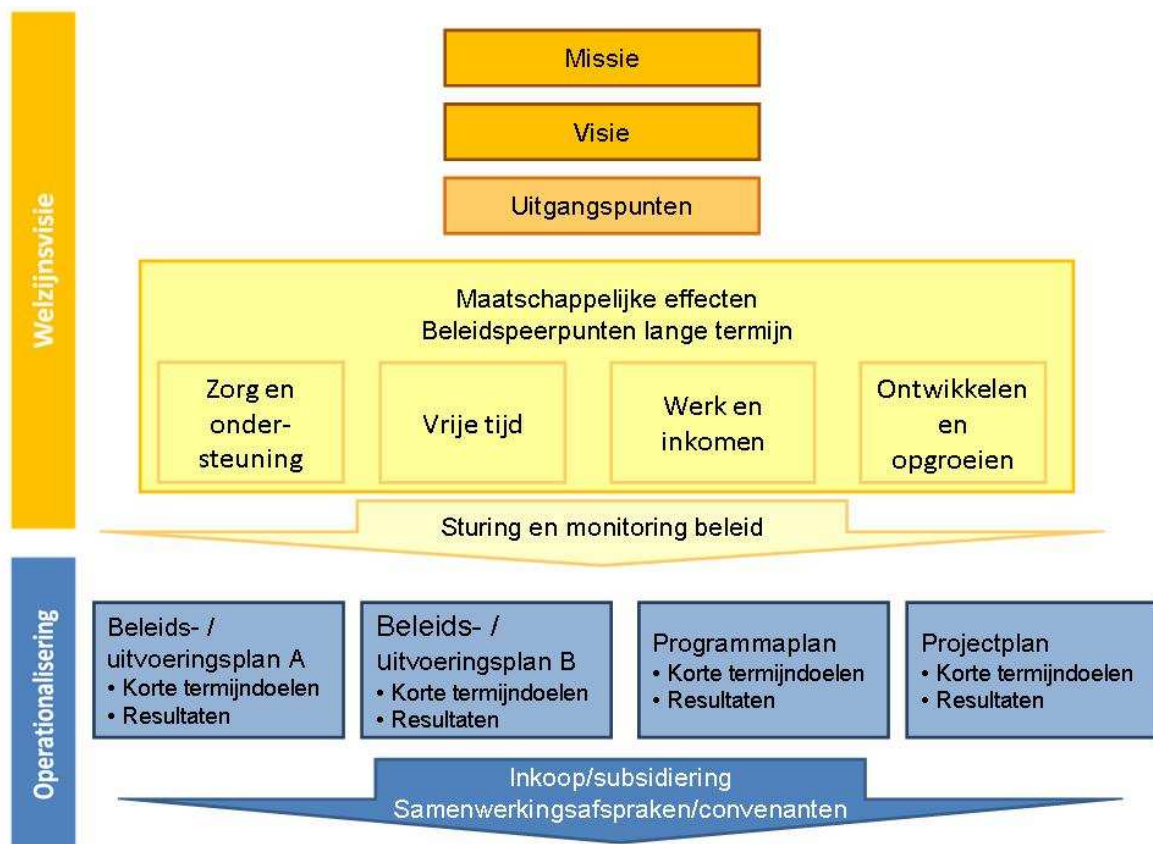 Welzijnsvisie
Missie
Visie
Uitgangspunten
Maatschappelijke effecten
Beleidspeerpunten lange termijn
Zorg en
onder-
steuning
Vrije tijd
Werk en
inkomen
Ontwikkelen
en
opgroeien
Sturing en monitoring beleid
Operationalisering
Beleids- /
uitvoeringsplan A
• Korte termijndoelen
• Resultaten
Beleids- /
uitvoeringsplan B
• Korte termijndoelen
• Resultaten
Programmaplan
• Korte termijndoelen
• Resultaten
Projectplan
• Korte termijndoelen
• Resultaten
Inkoop/subsidiering
Samenwerkingsafspraken/convenanten